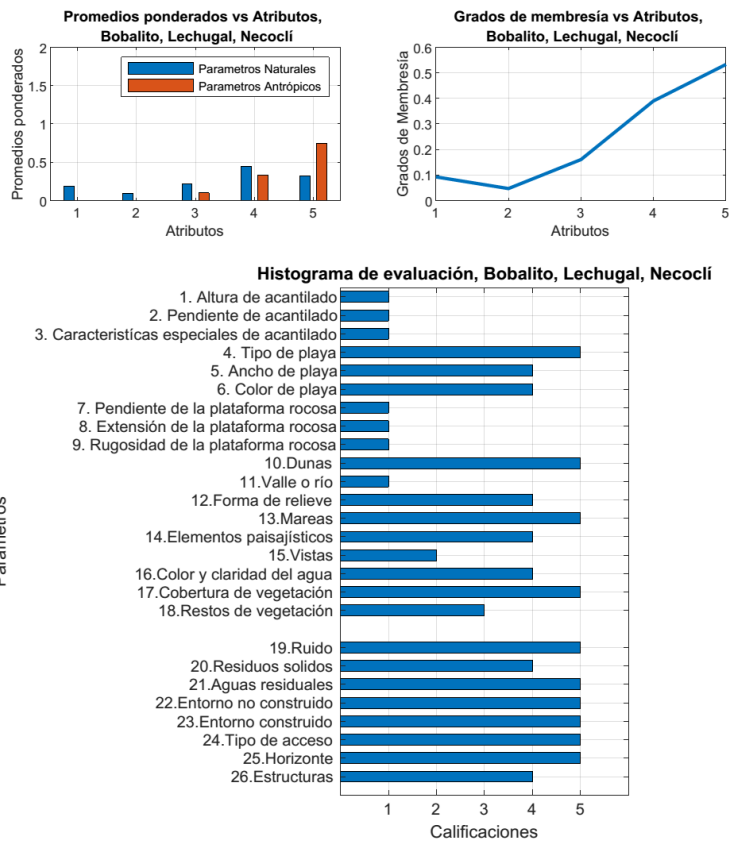 Promedios ponderados vs Atributos,
Bobalito, Lechugal, Necoclí
Promedios ponderados
2
1.5
1
0.5
0
Parametros Naturales
Parametros Antrópicos
1 2 3 4 5
Atributos
Grados de membresía vs Atributos,
Bobalito, Lechugal, Necoclí
Grados de Membresía
0.6
0.5
0.4
0.3
0.2
0.1
0
1 2 3 4 5
Atributos
Histograma de evaluación, Bobalito, Lechugal, Necoclí
1. Altura de acantilado
2. Pendiente de acantilado
3. Caracteristícas especiales de acantilado
4. Tipo de playa
5. Ancho de playa
6. Color de playa
7. Pendiente de la plataforma rocosa
8. Extensión de la plataforma rocosa
9. Rugosidad de la plataforma rocosa
10.Dunas
11.Valle o río
12.Forma de relieve
13.Mareas
14.Elementos paisajísticos
15.Vistas
16.Color y claridad del agua
17.Cobertura de vegetación
18.Restos de vegetación
19.Ruido
20.Residuos solidos
21.Aguas residuales
22.Entorno no construido
23.Entorno construido
24.Tipo de acceso
25.Horizonte
26.Estructuras
1 2 3 4 5
Calificaciones